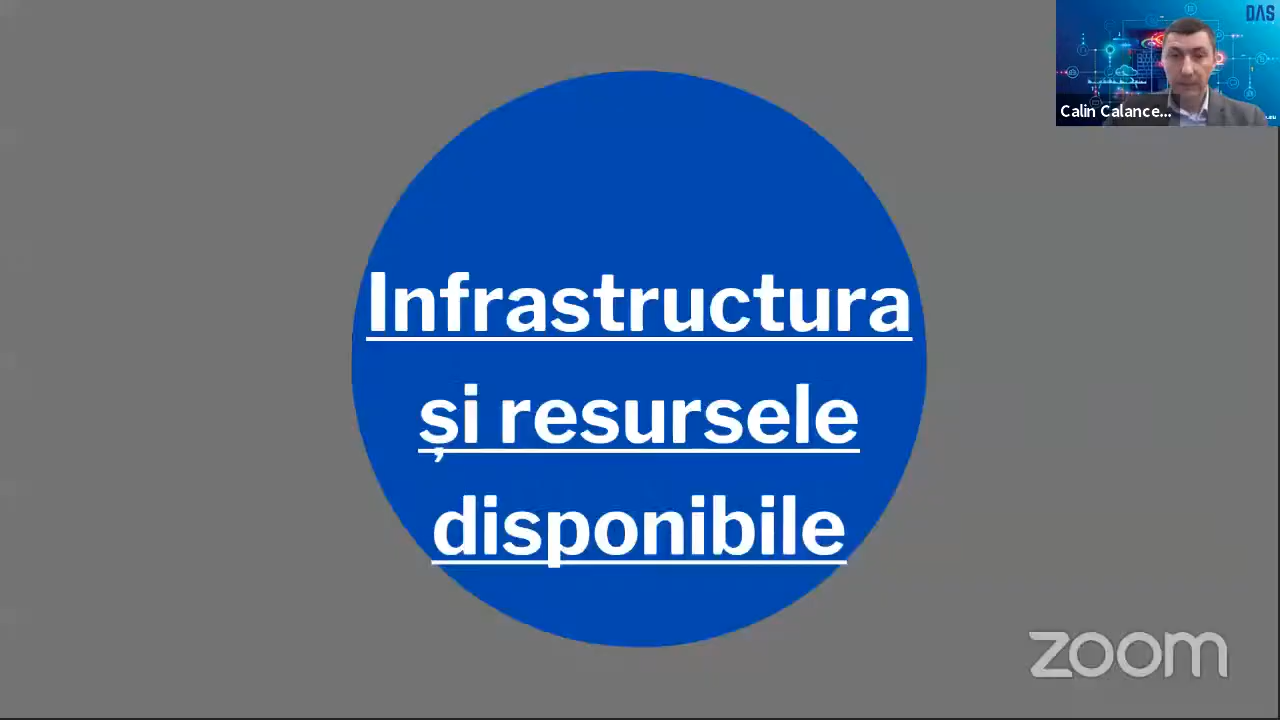 DAS
Calin Calance...
Infrastructura
și resursele
disponibile
zoom